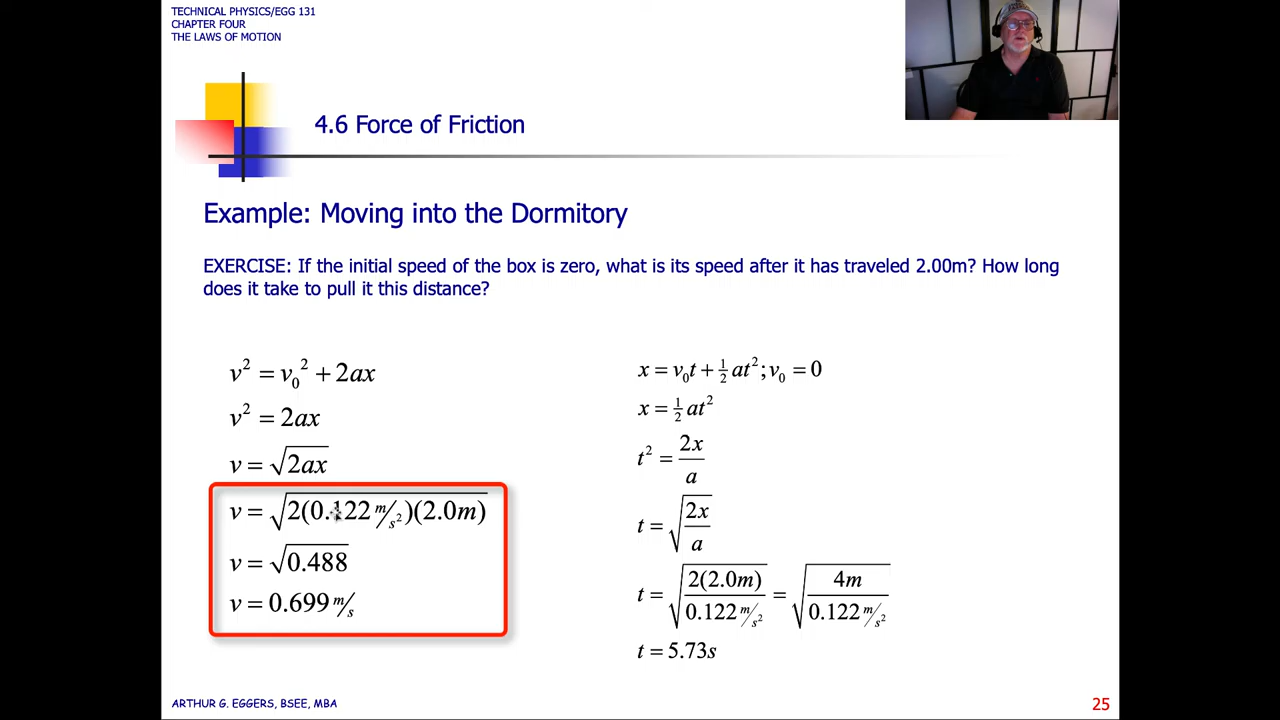 TECHNICAL PHYSICS/EGG 131
CHAPTER FOUR
THE LAWS OF MOTION
4.6 Force of Friction
Example: Moving into the Dormitory
EXERCISE: If the initial speed of the box is zero, what is its speed after it has traveled 2.00m? How long
does it take to pull it this distance?
v² = v₀² + 2ax
v² = 2ax
v = √(2ax)
v = √(2(0.122 m/s²)(2.0m))
v = √0.488
v = 0.699 m/s
x = v₀t + ½at²; v₀ = 0
x = ½at²
t² = 2x/a
t = √(2x/a)
t = √(2(2.0m)/0.122 m/s²) = √(4m/0.122 m/s²)
t = 5.73s
ARTHUR G. EGGERS, BSEE, MBA
25